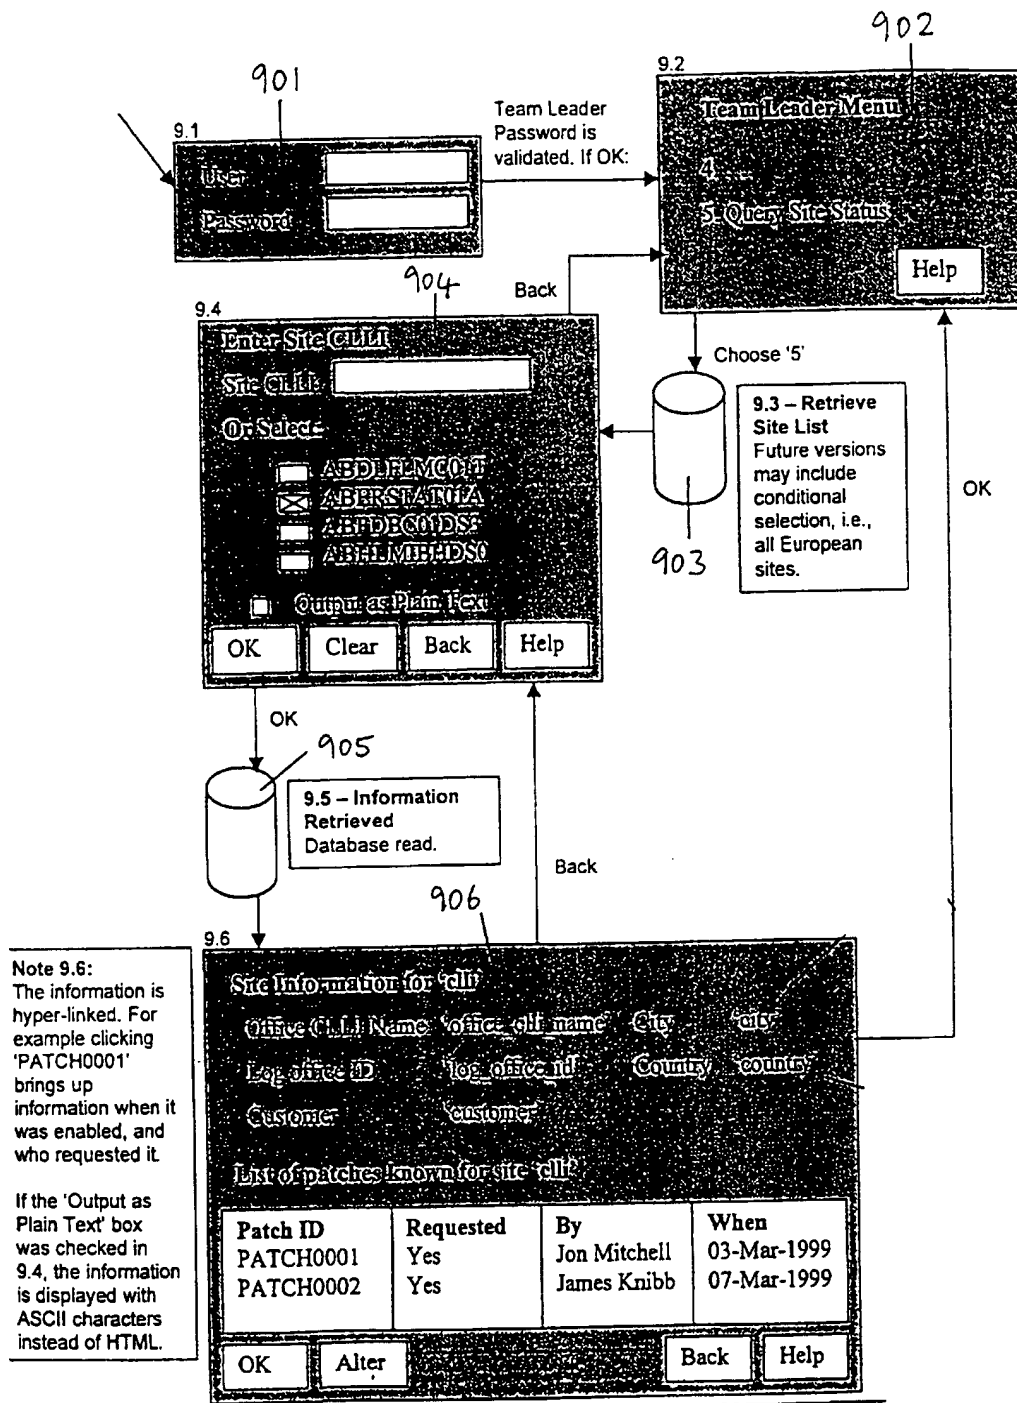 902
901
9.2
Team Leader Menu
4.
5. Query Site Status
Help
Team Leader
Password is
validated. If OK:
9.1
User
Password
904
Back
9.4
Enter Site CLLI
Site CLLI:
Or Select:
ABPRSTAT01A
Output as Plain Text
OK
Clear
Back
Help
Choose '5'
9.3 – Retrieve
Site List
Future versions
may include
conditional
selection, i.e.,
all European
sites.
903
OK
OK
905
9.5 – Information
Retrieved
Database read.
Back
906
9.6
Note 9.6:
The information is
hyper-linked. For
example clicking
'PATCH0001'
brings up
information when it
was enabled, and
who requested it.
If the 'Output as
Plain Text' box
was checked in
9.4, the information
is displayed with
ASCII characters
instead of HTML.
Site Information for 'clli'
Office CLLI Name 'office_clli_name' City 'city'
Log office ID 'log_office_id' Country
Customer 'customer'
List of patches known for site 'clli'
Patch ID Requested By When
PATCH0001 Yes Jon Mitchell 03-Mar-1999
PATCH0002 Yes James Knibb 07-Mar-1999
OK
Alter
Back
Help